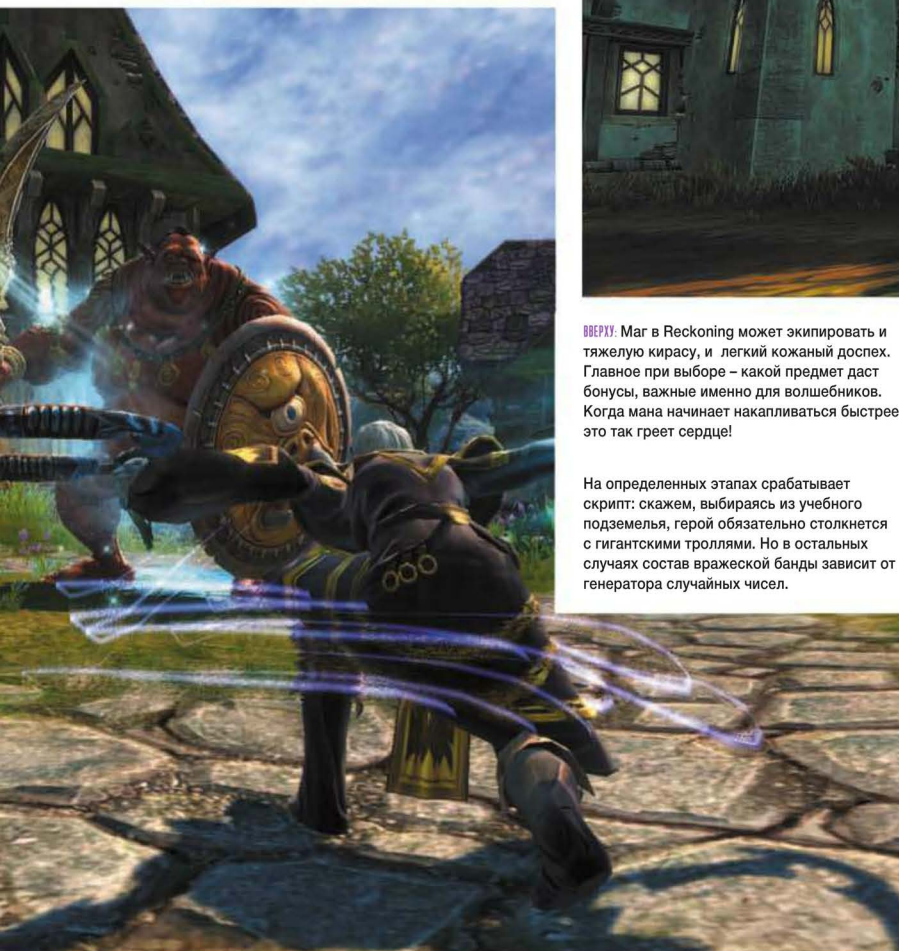 ВВЕРХУ: Маг в Reckoning может экипировать и
тяжелую кирасу, и легкий кожаный доспех.
Главное при выборе – какой предмет даст
бонусы, важные именно для волшебников.
Когда мана начинает накапливаться быстрее
это так греет сердце!
На определенных этапах срабатывает
скрипт: скажем, выбираясь из учебного
подземелья, герой обязательно столкнется
с гигантскими троллями. Но в остальных
случаях состав вражеской банды зависит от
генератора случайных чисел.